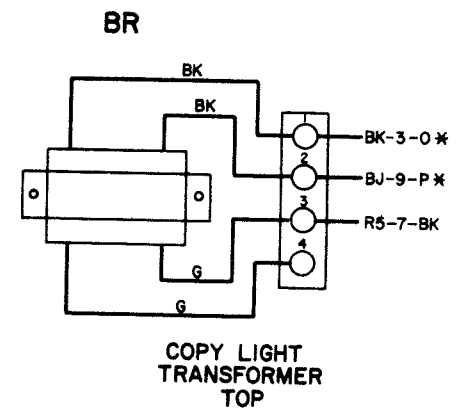 BR
BK
BK
1
BK-3-O*
2
BJ-9-P*
3
R5-7-BK
4
G
G
COPY LIGHT
TRANSFORMER
TOP